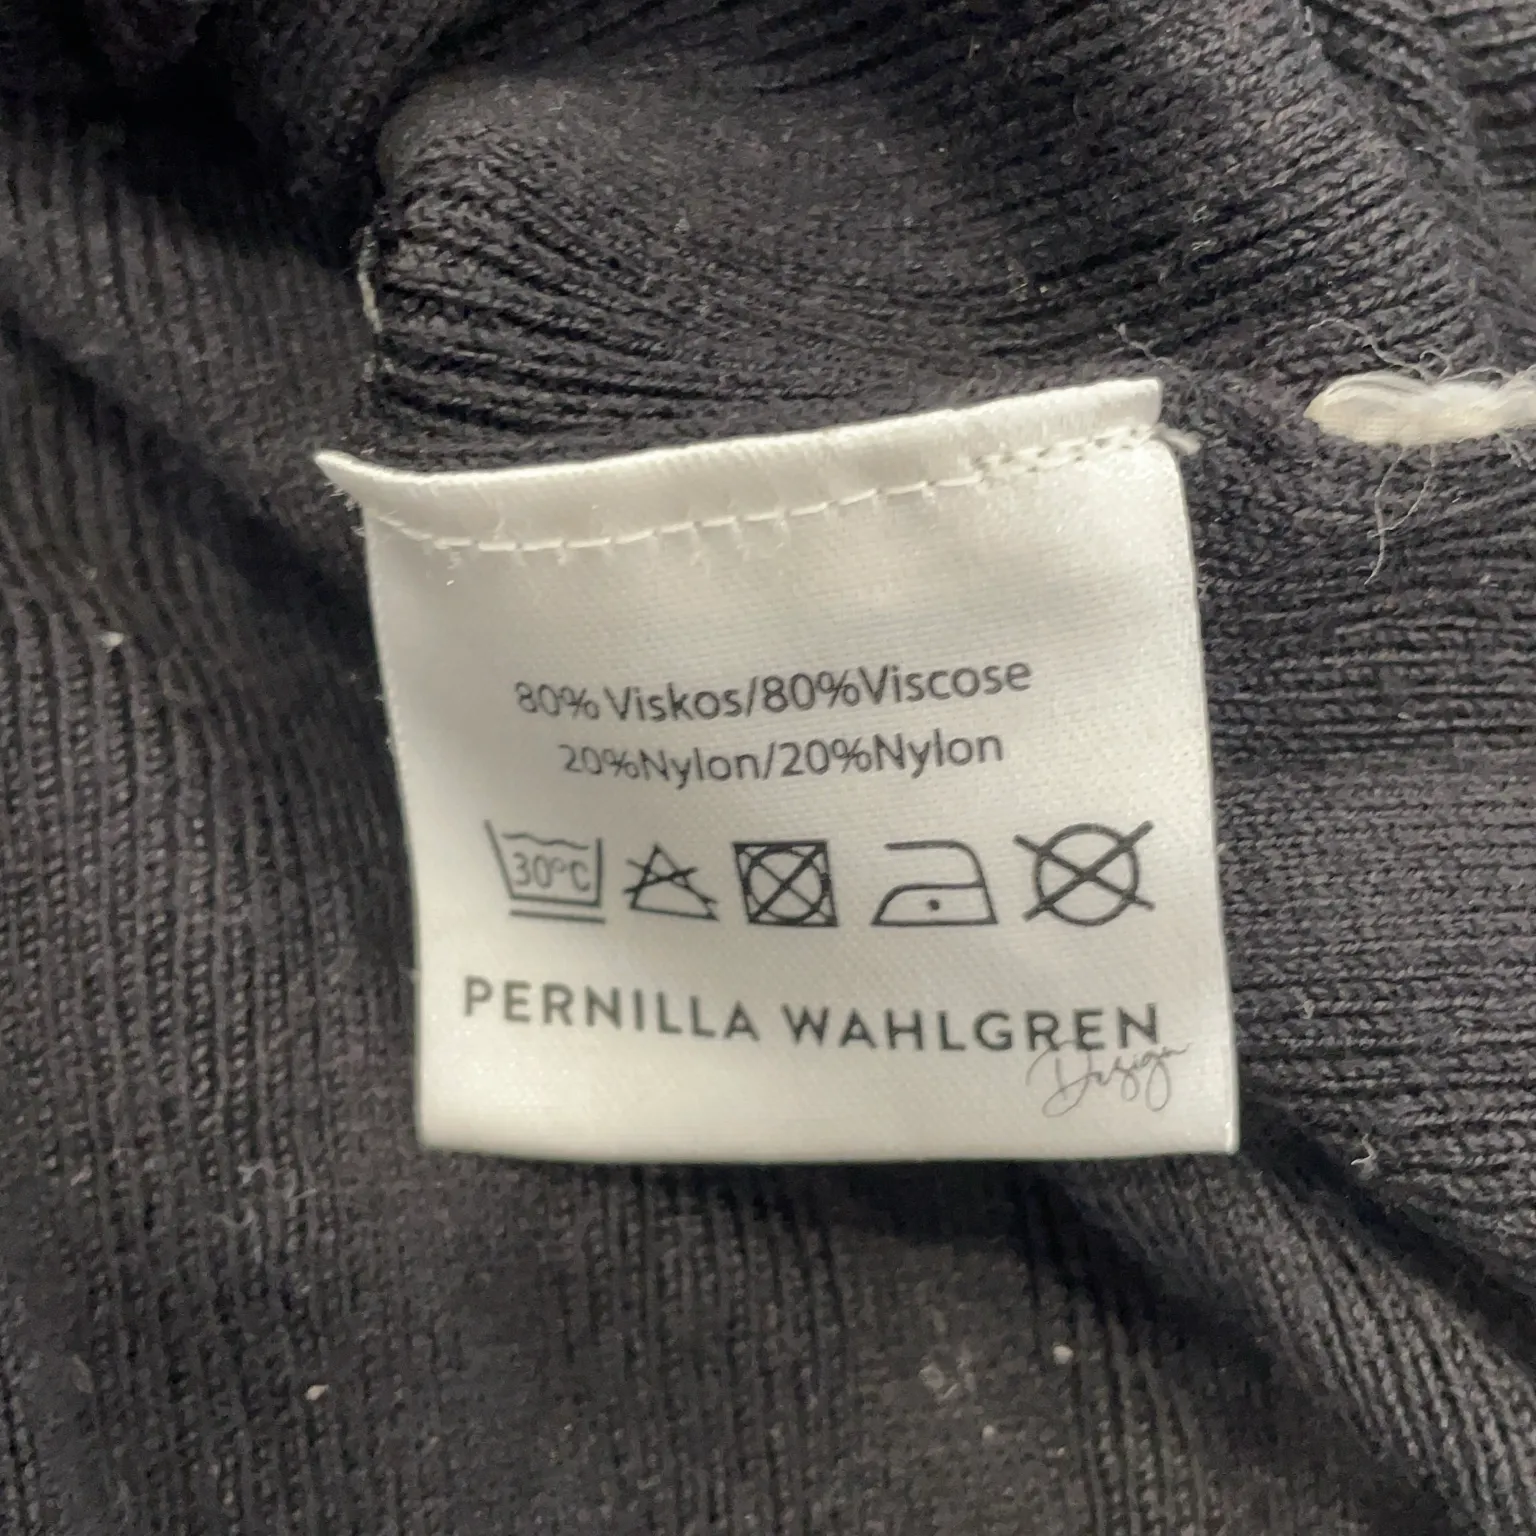 80% Viskos/80%Viscose
20%Nylon/20%Nylon
30°C
PERNILLA WAHLGREN
Design